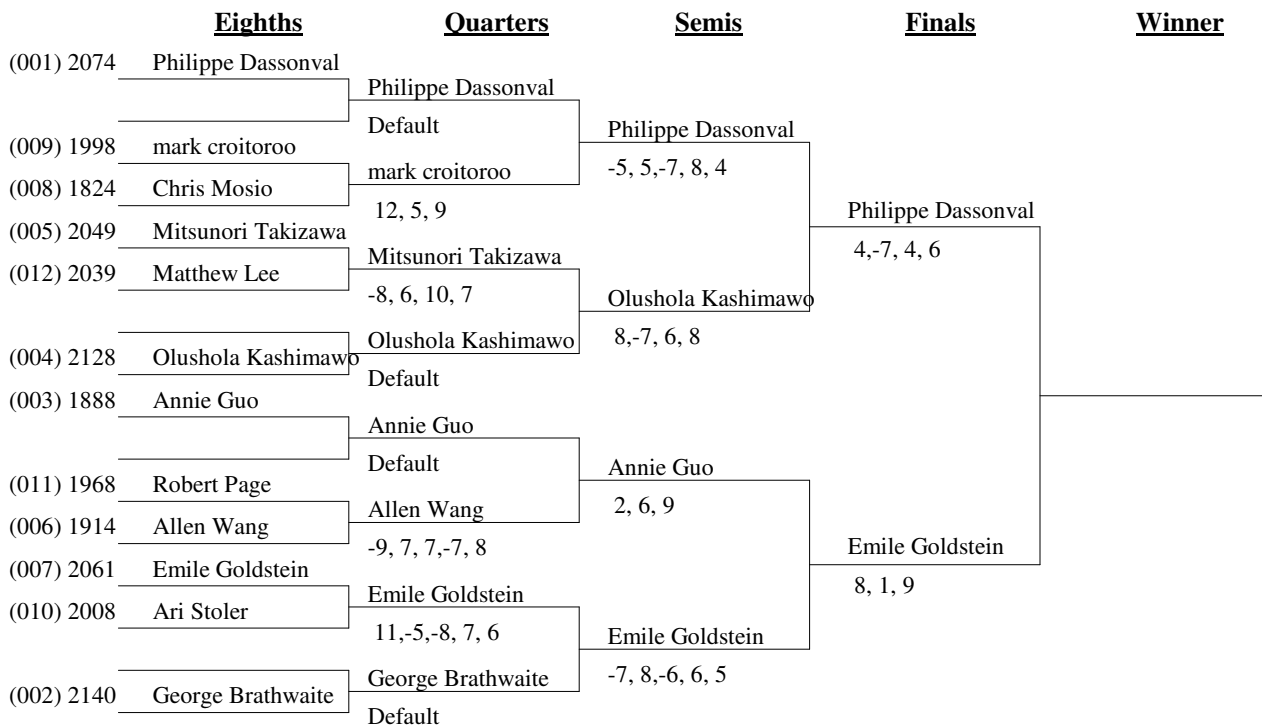 Eighths Quarters Semis Finals Winner
(001) 2074 Philippe Dassonval
Philippe Dassonval
Default
Philippe Dassonval
-5, 5,-7, 8, 4
(009) 1998 mark croitoroo
mark croitoroo
(008) 1824 Chris Mosio
12, 5, 9
Philippe Dassonval
4,-7, 4, 6
(005) 2049 Mitsunori Takizawa
Mitsunori Takizawa
(012) 2039 Matthew Lee
-8, 6, 10, 7
Olushola Kashimawo
8,-7, 6, 8
Olushola Kashimawo
(004) 2128 Olushola Kashimawo
Default
(003) 1888 Annie Guo
Annie Guo
Default
Annie Guo
2, 6, 9
(011) 1968 Robert Page
Allen Wang
(006) 1914 Allen Wang
-9, 7, 7,-7, 8
Emile Goldstein
8, 1, 9
(007) 2061 Emile Goldstein
Emile Goldstein
(010) 2008 Ari Stoler
11,-5,-8, 7, 6
Emile Goldstein
-7, 8,-6, 6, 5
George Brathwaite
(002) 2140 George Brathwaite
Default